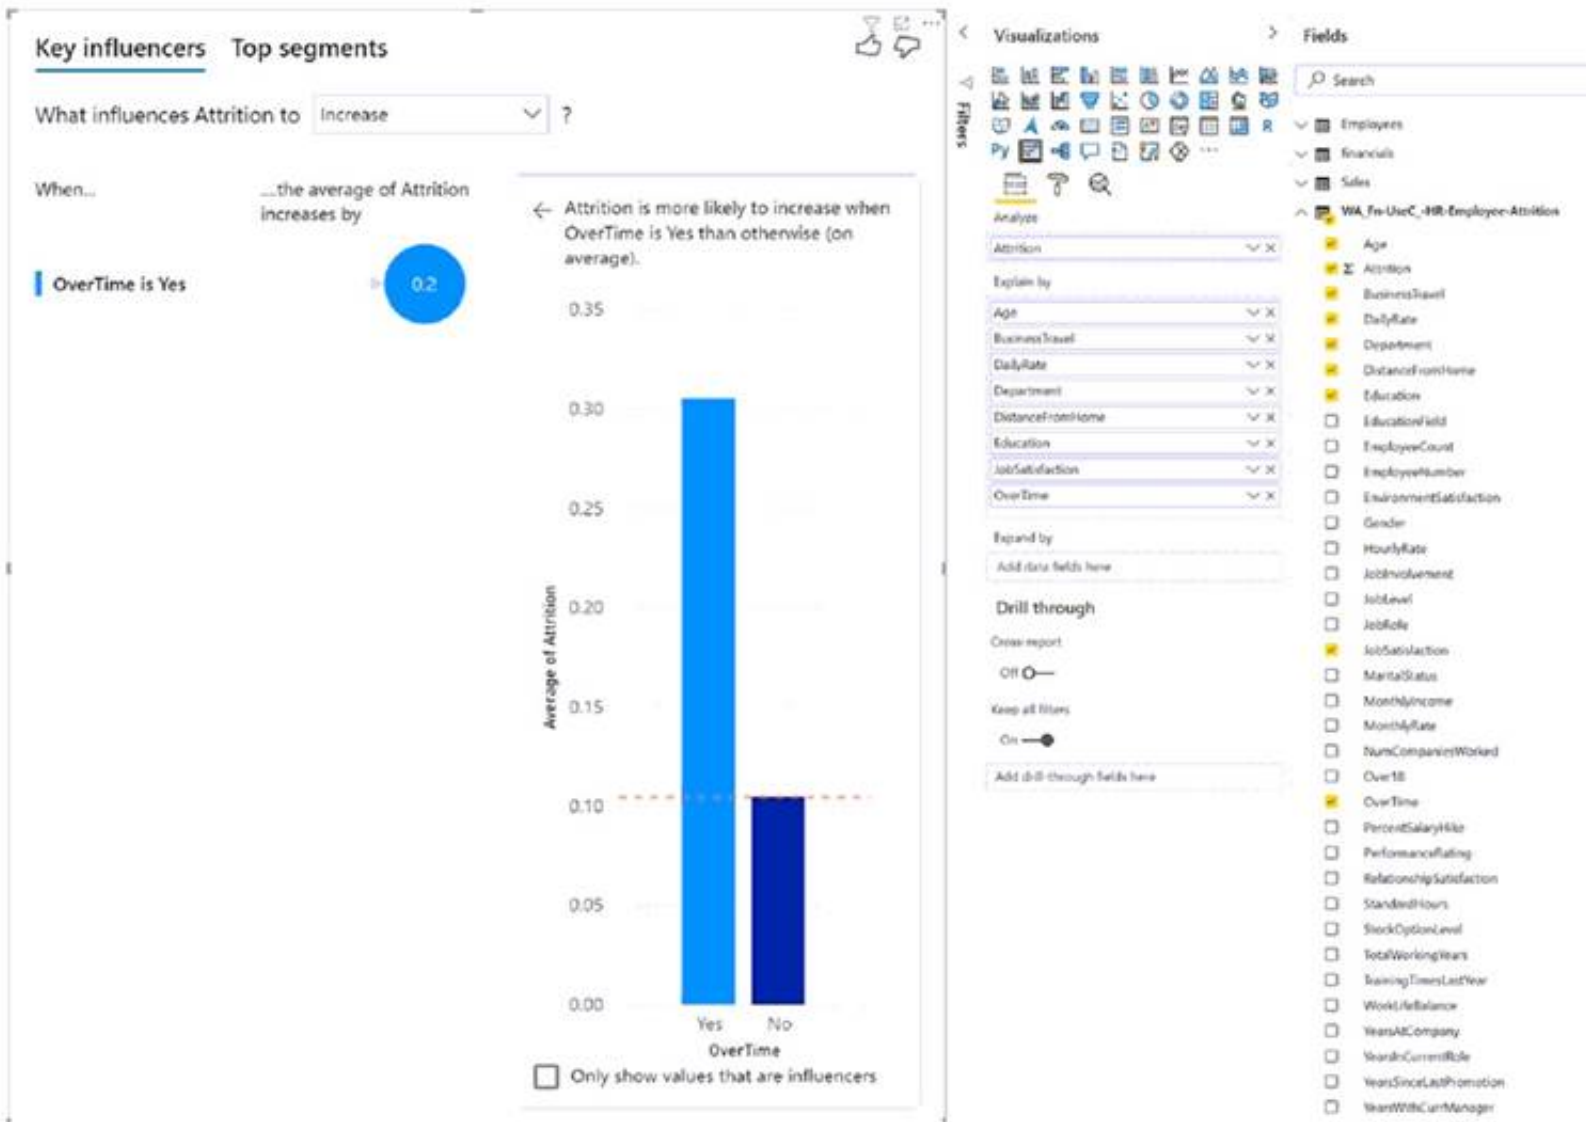 Key influencers Top segments
What influences Attrition to Increase ?
When...
...the average of Attrition
increases by
OverTime is Yes
0.2
Attrition is more likely to increase when
OverTime is Yes than otherwise (on
average).
0.35
0.30
0.25
0.20
0.15
0.10
0.05
0.00
Average of Attrition
Yes No
OverTime
Only show values that are influencers
Filters
Visualizations
R
Py
Analyze
Attrition
Explain by
Age
BusinessTravel
DailyRate
Department
DistanceFromHome
Education
JobSatisfaction
OverTime
Expand by
Add data fields here
Drill through
Cross-report
Off
Keep all filters
On
Add drill-through fields here
Fields
Search
Employees
financials
Sales
WA_Fn-UseC_-HR-Employee-Attrition
Age
Σ Attrition
BusinessTravel
DailyRate
Department
DistanceFromHome
Education
EducationField
EmployeeCount
EmployeeNumber
EnvironmentSatisfaction
Gender
HourlyRate
JobInvolvement
JobLevel
JobRole
JobSatisfaction
MaritalStatus
MonthlyIncome
MonthlyRate
NumCompaniesWorked
Over18
OverTime
PercentSalaryHike
PerformanceRating
RelationshipSatisfaction
StandardHours
StockOptionLevel
TotalWorkingYears
TrainingTimesLastYear
WorkLifeBalance
YearsAtCompany
YearsInCurrentRole
YearsSinceLastPromotion
YearsWithCurrManager